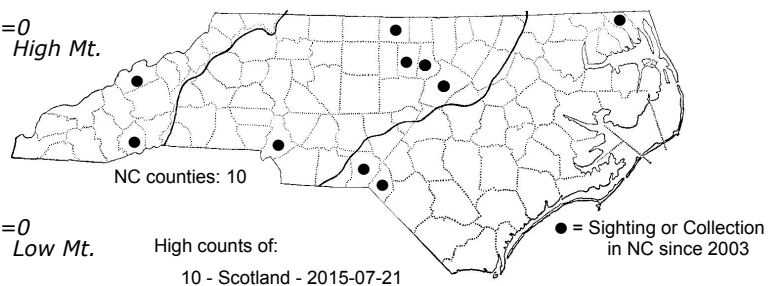 =0
High Mt.
NC counties: 10
=0
Low Mt.
High counts of:
10 - Scotland - 2015-07-21
● = Sighting or Collection
in NC since 2003